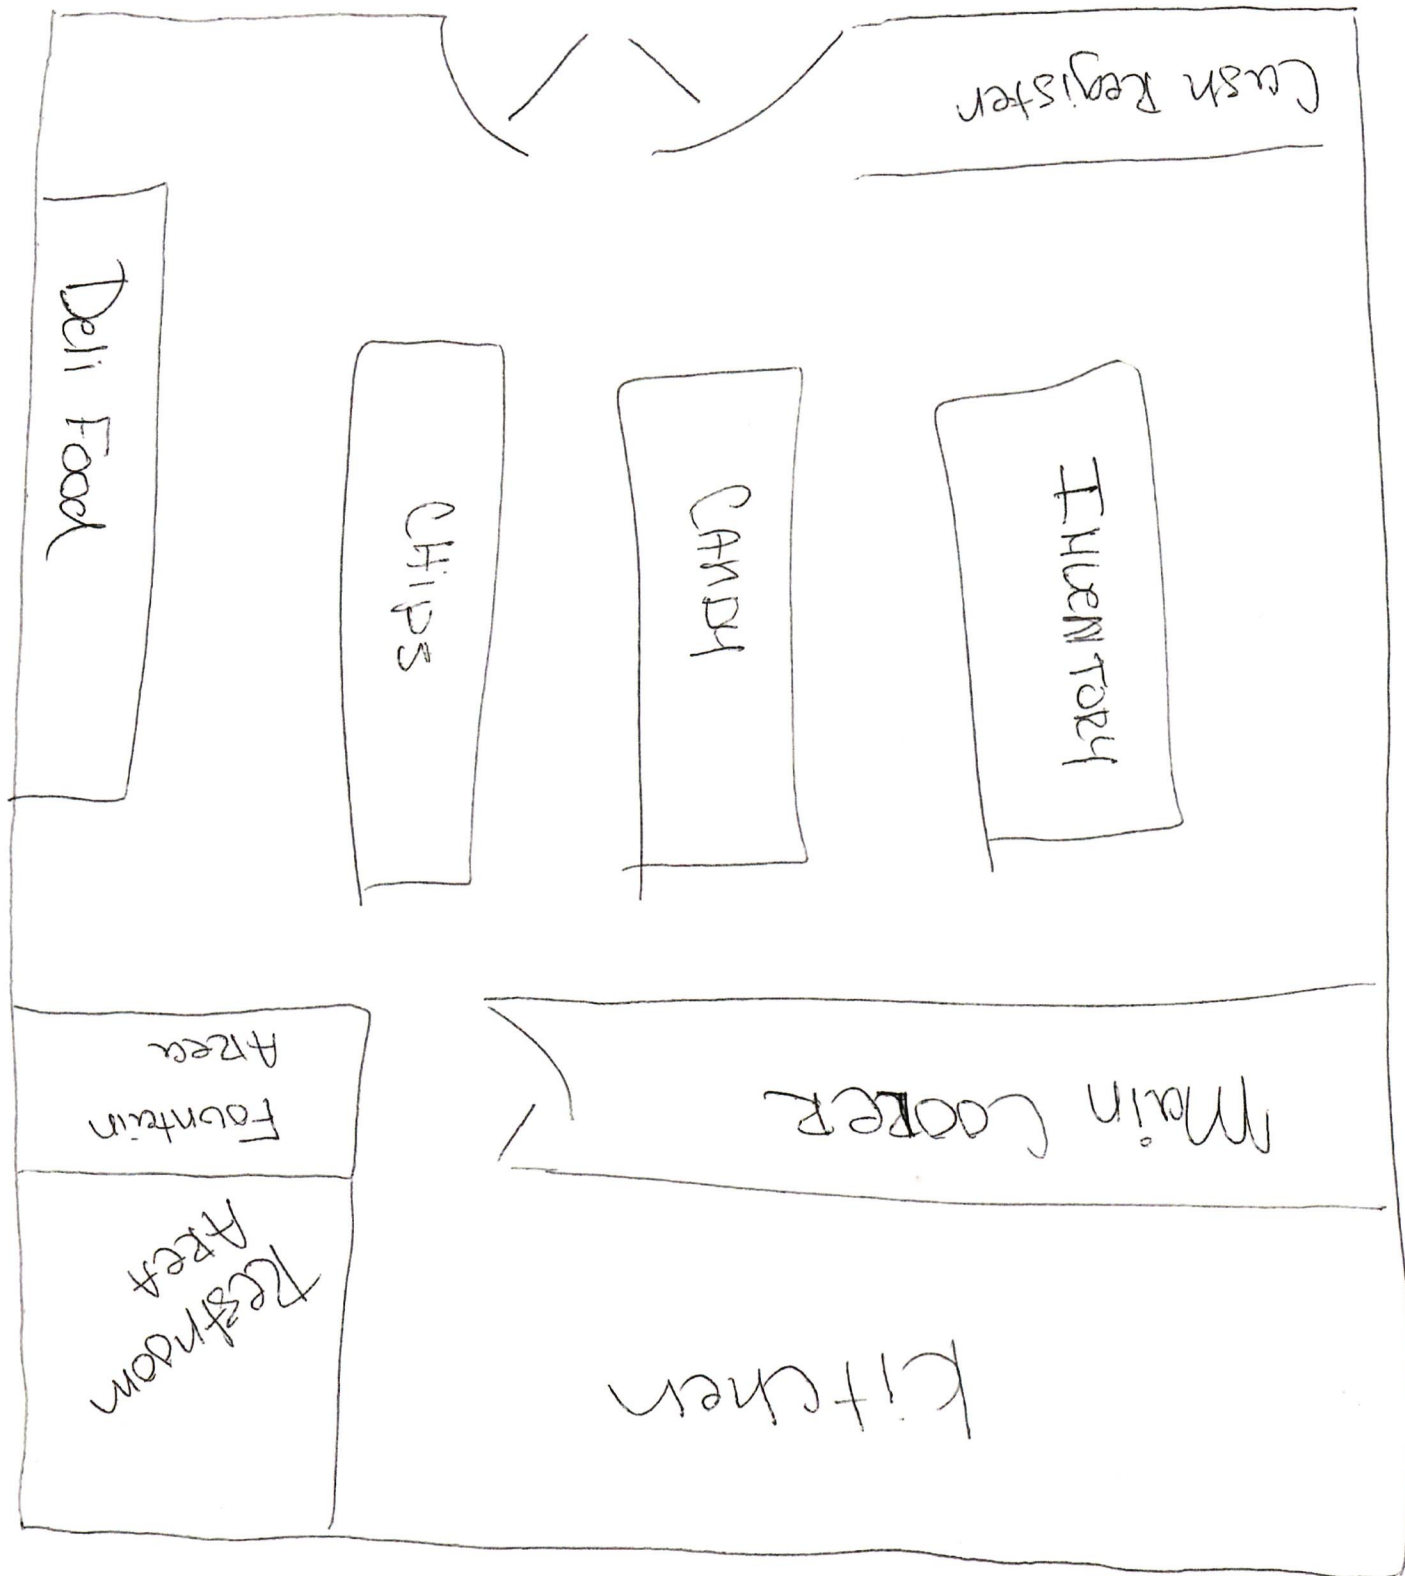 Cash Register
Deli Food
CHips
CANDY
INVENTORY
Fountain
Area
Main CooLER
Restroom
AREA
Kitchen